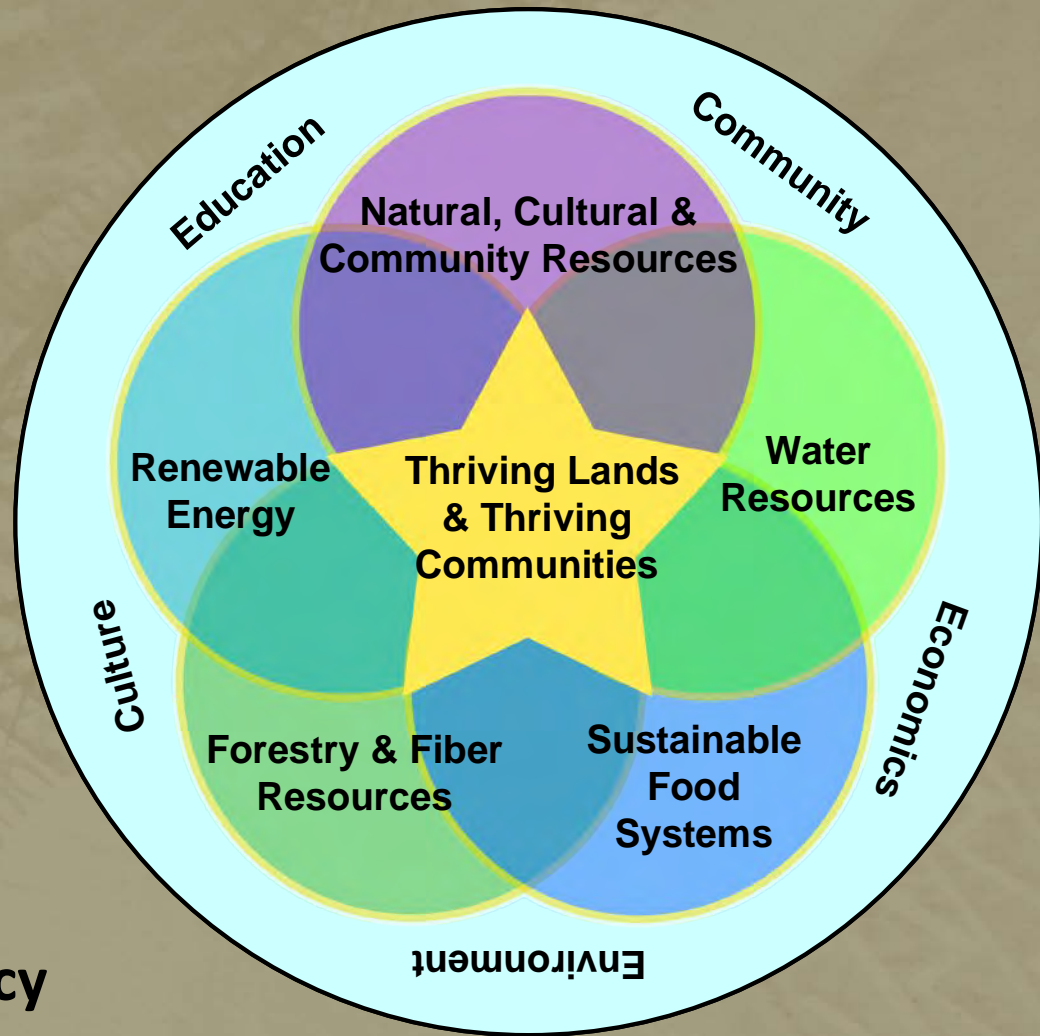 Education
Community
Natural, Cultural &
Community Resources
Renewable
Energy
Thriving Lands
& Thriving
Communities
Water
Resources
Culture
Economics
Forestry & Fiber
Resources
Sustainable
Food
Systems
Environment
cy